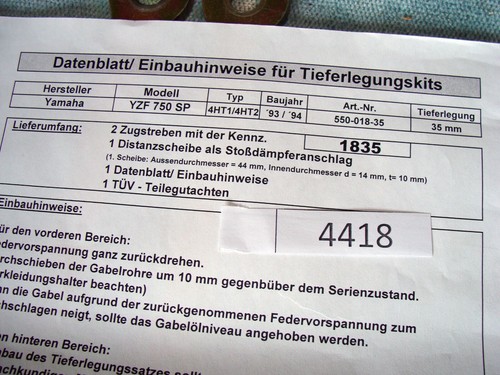 Datenblatt/ Einbauhinweise für Tieferlegungskits
Hersteller Modell Typ Baujahr Art.-Nr. Tieferlegung
Yamaha YZF 750 SP 4HT1/4HT2 ´93 / ´94 550-018-35 35 mm
Lieferumfang: 2 Zugstreben mit der Kennz. 1835
1 Distanzscheibe als Stoßdämpferanschlag
(1. Scheibe: Aussendurchmesser = 44 mm, Innendurchmesser d = 14 mm, t= 10 mm)
1 Datenblatt/ Einbauhinweise
1 TÜV - Teilegutachten
4418
Einbauhinweise:
ür den vorderen Bereich:
edervorspannung ganz zurückdrehen.
urchschieben der Gabelrohre um 10 mm gegenbüber dem Serienzustand.
rkleidungshalter beachten)
nn die Gabel aufgrund der zurückgenommenen Federvorspannung zum
chschlagen neigt, sollte das Gabelölniveau angehoben werden.
n hinteren Bereich:
bau des Tieferlegungssatzes sollt